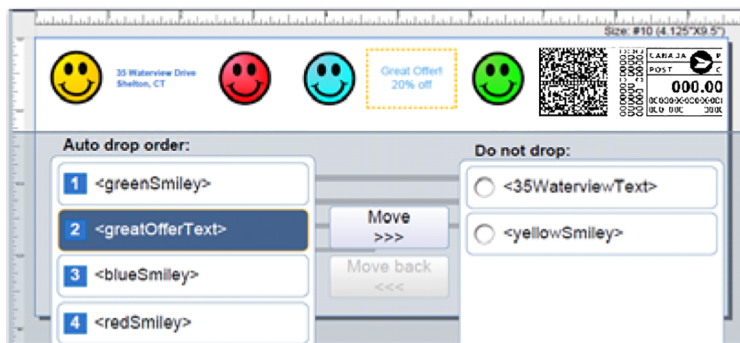 Size: #10 (4.125"X9.5")
35 Waterview Drive
Shelton, CT
Great Offer!
20% off
CANAJA P
POST C
000.00
Auto drop order:
1 <greenSmiley>
2 <greatOfferText>
3 <blueSmiley>
4 <redSmiley>
Move
>>>
Move back
<<<
Do not drop:
<35WaterviewText>
<yellowSmiley>